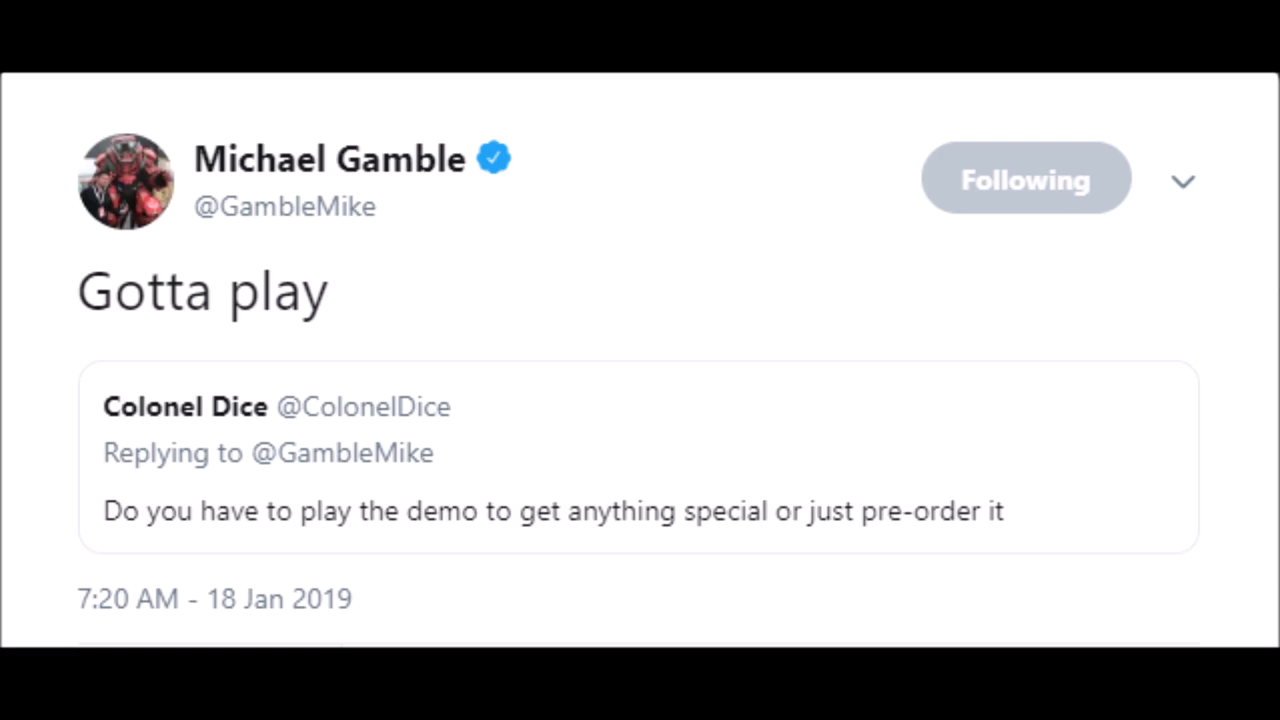 Michael Gamble
@GambleMike
Following
Gotta play
Colonel Dice @ColonelDice
Replying to @GambleMike
Do you have to play the demo to get anything special or just pre-order it
7:20 AM - 18 Jan 2019